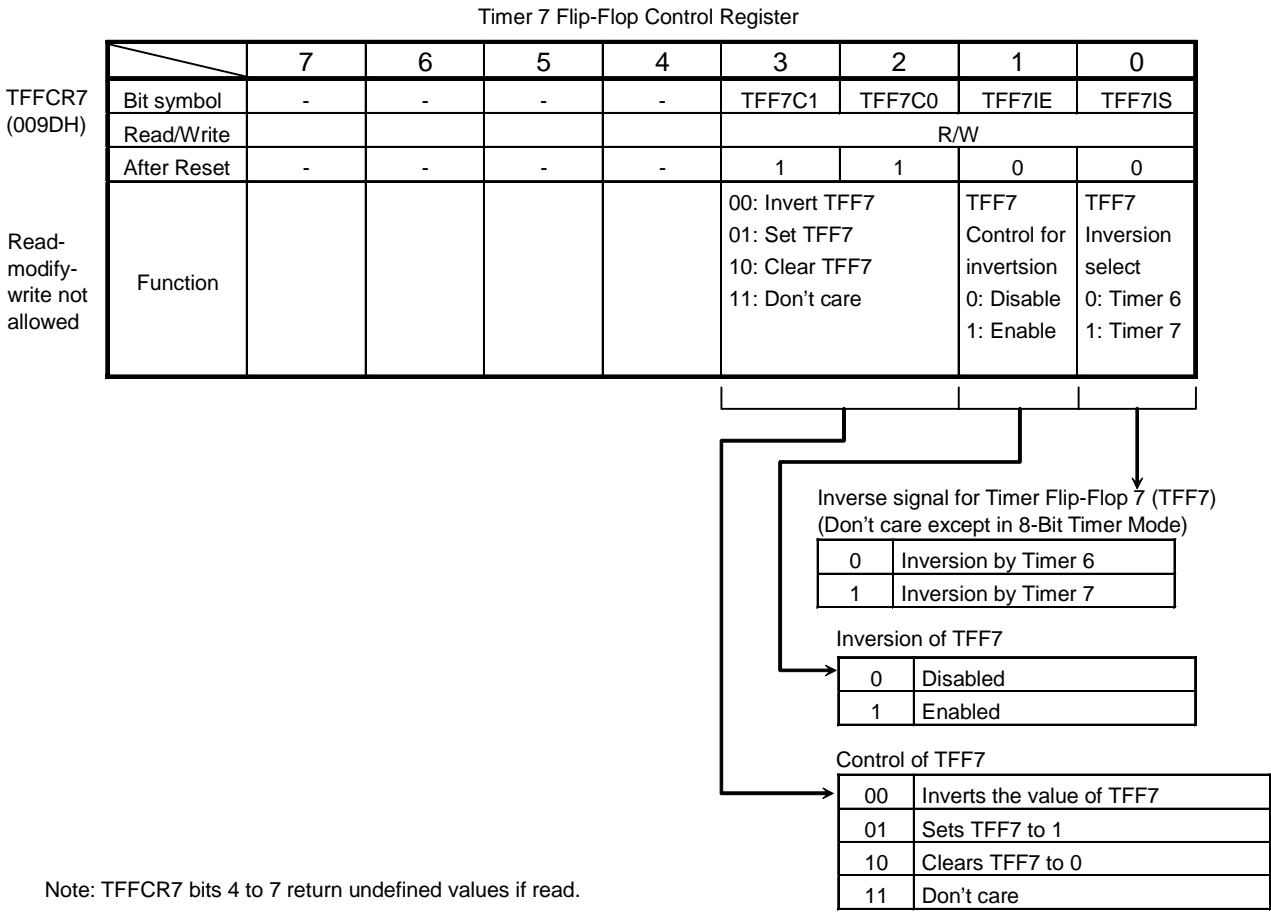 Timer 7 Flip-Flop Control Register
7 6 5 4 3 2 1 0
TFFCR7
(009DH)
Bit symbol - - - - TFF7C1 TFF7C0 TFF7IE TFF7IS
Read/Write R/W
After Reset - - - - 1 1 0 0
Read-
modify-
write not
allowed
Function
00: Invert TFF7
01: Set TFF7
10: Clear TFF7
11: Don't care
TFF7
Control for
invertsion
0: Disable
1: Enable
TFF7
Inversion
select
0: Timer 6
1: Timer 7
Inverse signal for Timer Flip-Flop 7 (TFF7)
(Don't care except in 8-Bit Timer Mode)
0 Inversion by Timer 6
1 Inversion by Timer 7
Inversion of TFF7
0 Disabled
1 Enabled
Control of TFF7
00 Inverts the value of TFF7
01 Sets TFF7 to 1
10 Clears TFF7 to 0
11 Don't care
Note: TFFCR7 bits 4 to 7 return undefined values if read.